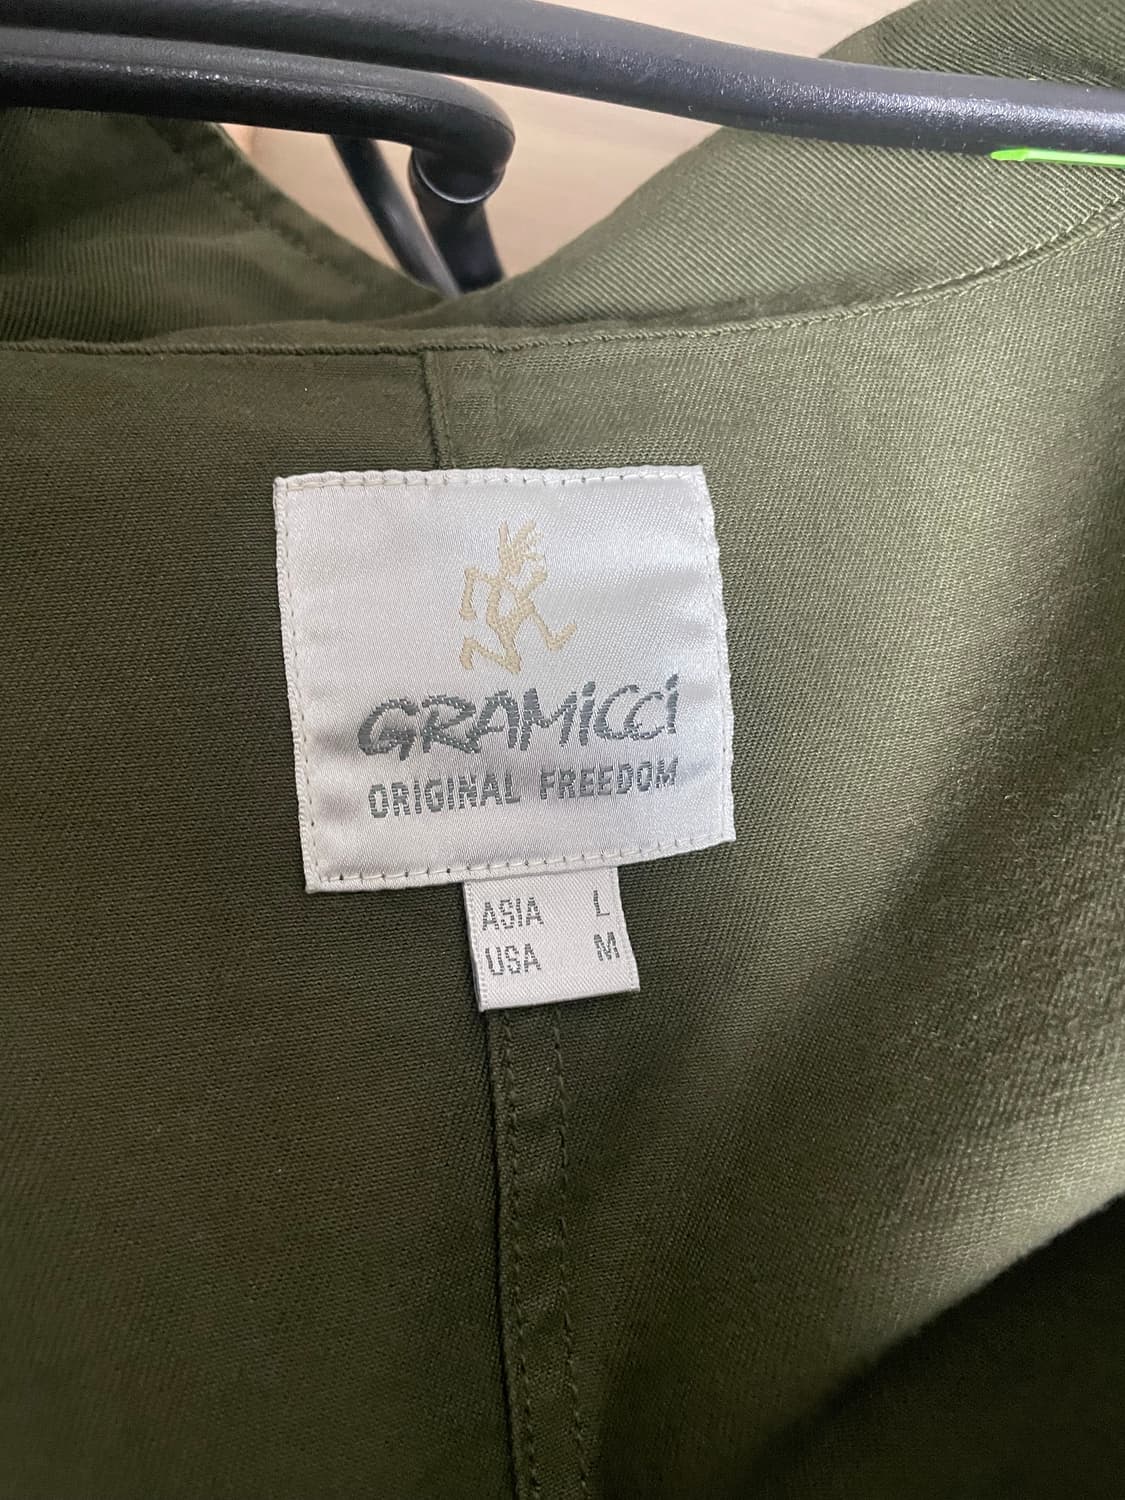 GRAMiCCi
ORIGINAL FREEDOM
ASIA L
USA M